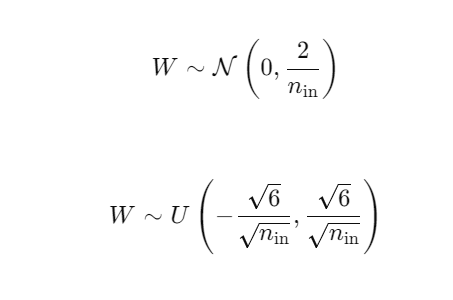 W ∼ 𝒩 (0, 2/n_in)
W ∼ U (−√6/√n_in, √6/√n_in)